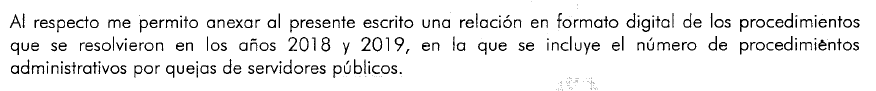 Al respecto me permito anexar al presente escrito una relación en formato digital de los procedimientos
que se resolvieron en los años 2018 y 2019, en la que se incluye el número de procedimientos
administrativos por quejas de servidores públicos.